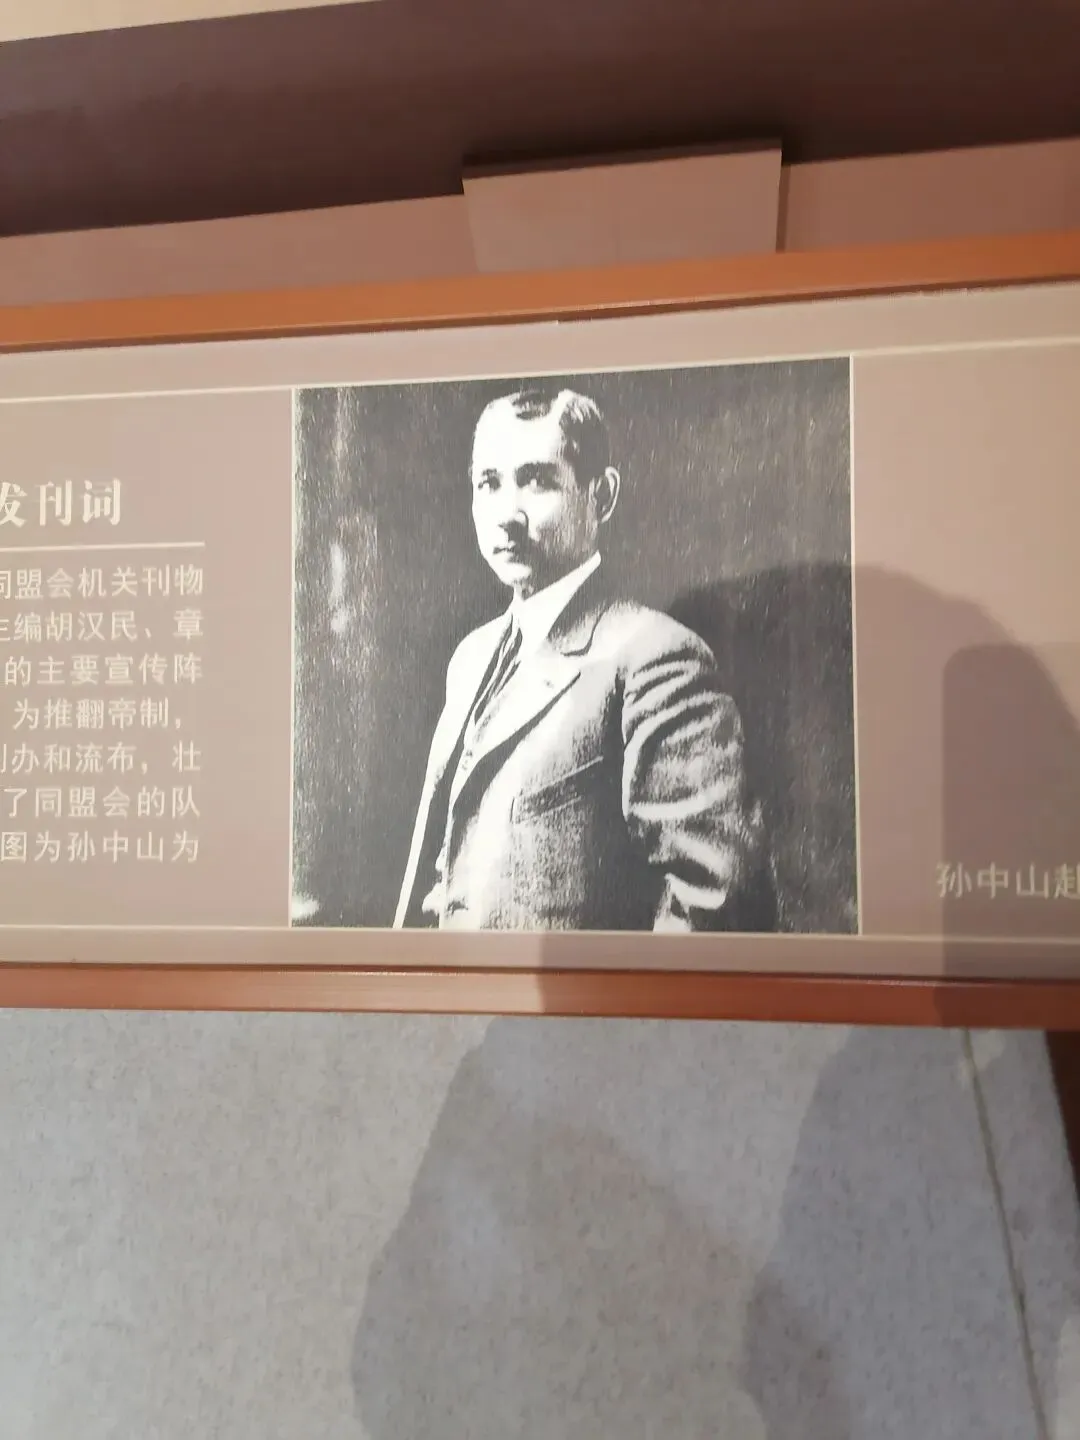 发刊词
同盟会机关刊物
主编胡汉民、章
的主要宣传阵
为推翻帝制，
创办和流布，壮
了同盟会的队
图为孙中山为
孙中山赴